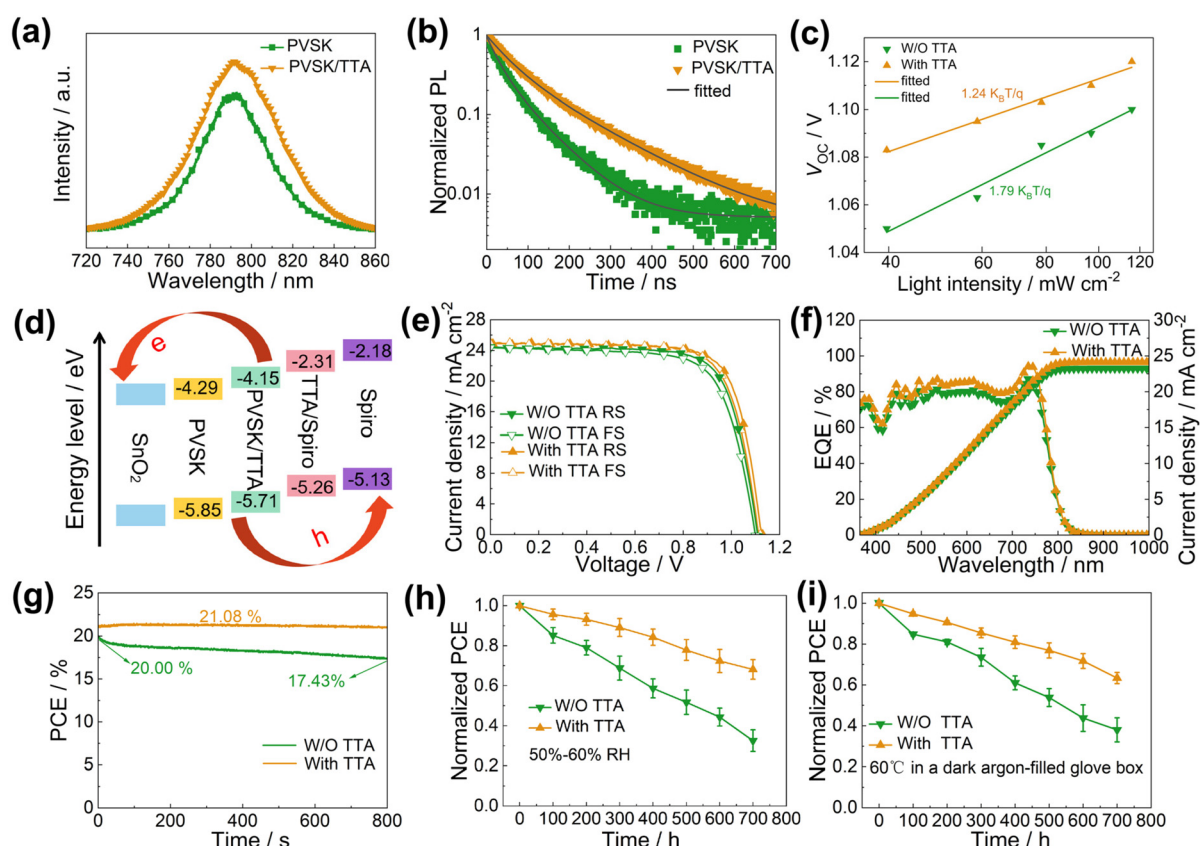 (a)
PVSK
PVSK/TTA
Intensity / a.u.
720 740 760 780 800 820 840 860
Wavelength / nm
(b)
PVSK
PVSK/TTA
fitted
Normalized PL
1
0.1
0.01
0 100 200 300 400 500 600 700
Time / ns
(c)
W/O TTA
With TTA
fitted
fitted
1.24 KBT/q
1.79 KBT/q
VOC / V
1.12
1.10
1.08
1.06
1.04
40 60 80 100 120
Light intensity / mW cm-2
(d)
Energy level / eV
e
h
-4.29
-4.15
-2.31
-2.18
SnO2
PVSK
PVSK/TTA
TTA/Spiro
Spiro
-5.85
-5.71
-5.26
-5.13
(e)
Current density / mA cm-2
28
24
20
16
12
8
4
0
W/O TTA RS
W/O TTA FS
With TTA RS
With TTA FS
0.0 0.2 0.4 0.6 0.8 1.0 1.2
Voltage / V
(f)
W/O TTA
With TTA
EQE / %
120
100
80
60
40
20
0
30
25
20
15
10
5
0
Current density / mA cm-2
400 500 600 700 800 900 1000
Wavelength / nm
(g)
PCE / %
25
20
15
10
5
0
21.08 %
20.00 %
17.43%
W/O TTA
With TTA
0 200 400 600 800
Time / s
(h)
Normalized PCE
1.0
0.8
0.6
0.4
0.2
0.0
W/O TTA
With TTA
50%-60% RH
0 100 200 300 400 500 600 700 800
Time / h
(i)
Normalized PCE
1.0
0.8
0.6
0.4
0.2
0.0
W/O TTA
With TTA
60℃ in a dark argon-filled glove box
0 100 200 300 400 500 600 700 800
Time / h